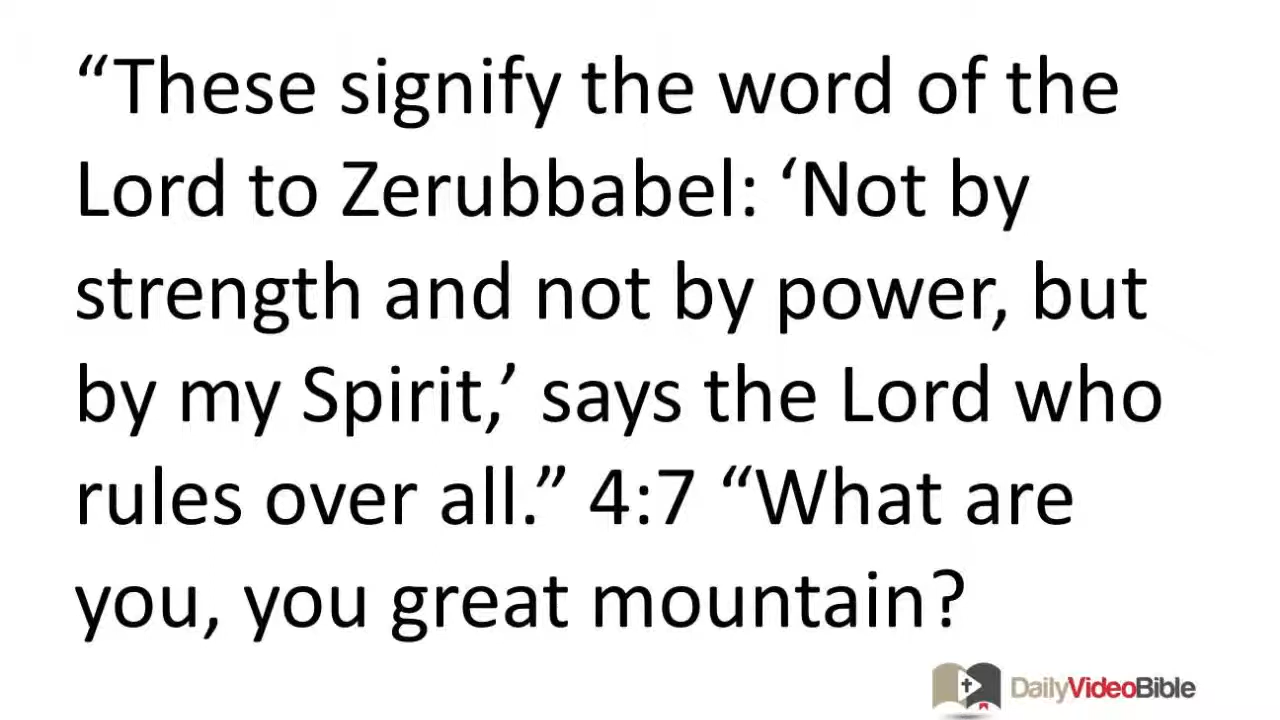 “These signify the word of the
Lord to Zerubbabel: ‘Not by
strength and not by power, but
by my Spirit,’ says the Lord who
rules over all.” 4:7 “What are
you, you great mountain?
DailyVideoBible